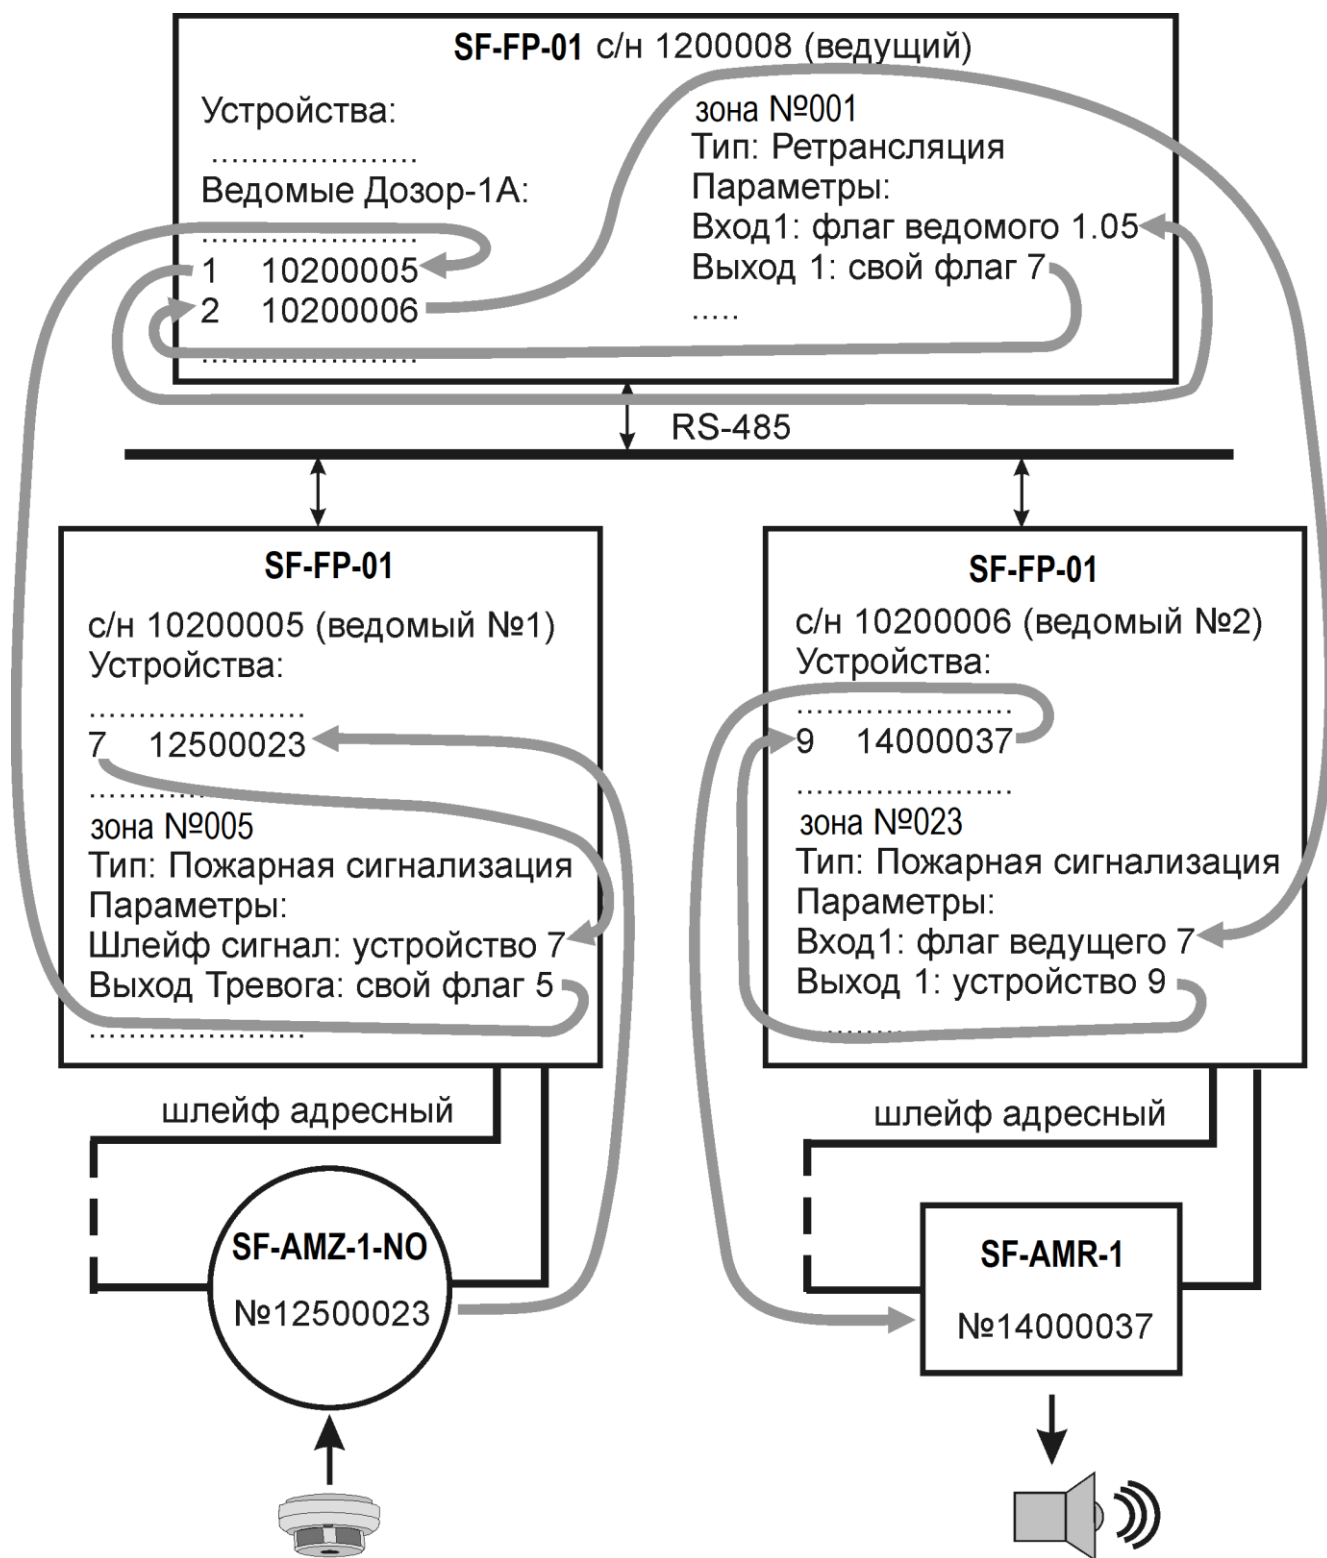 SF-FP-01 с/н 1200008 (ведущий)
Устройства:
.....................
Ведомые Дозор-1А:
......................
1 10200005
2 10200006
......................
зона №001
Тип: Ретрансляция
Параметры:
Вход1: флаг ведомого 1.05
Выход 1: свой флаг 7
.....
RS-485
SF-FP-01
с/н 10200005 (ведомый №1)
Устройства:
......................
7 12500023
......................
зона №005
Тип: Пожарная сигнализация
Параметры:
Шлейф сигнал: устройство 7
Выход Тревога: свой флаг 5
......................
SF-FP-01
с/н 10200006 (ведомый №2)
Устройства:
......................
9 14000037
......................
зона №023
Тип: Пожарная сигнализация
Параметры:
Вход1: флаг ведущего 7
Выход 1: устройство 9
........
шлейф адресный
SF-AMZ-1-NO
№12500023
шлейф адресный
SF-AMR-1
№14000037